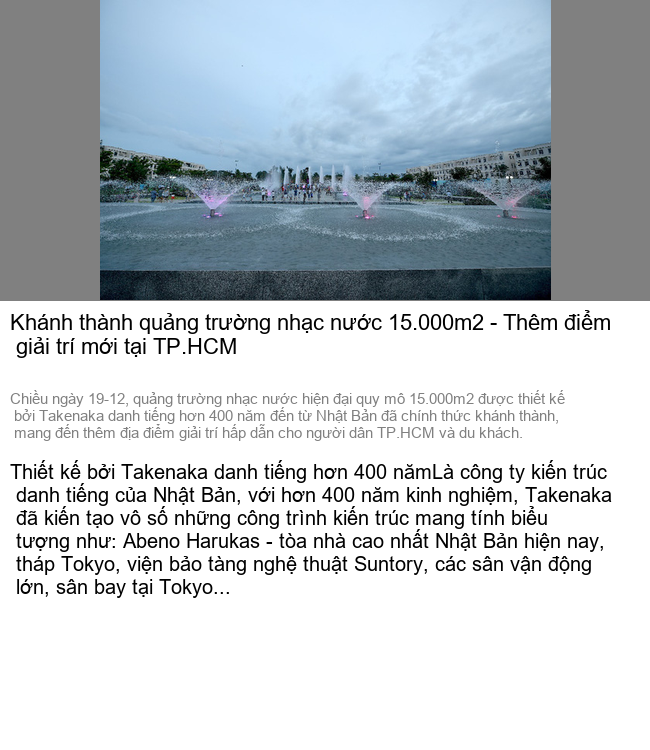 Khánh thành quảng trường nhạc nước 15.000m2 - Thêm điểm
giải trí mới tại TP.HCM
Chiều ngày 19-12, quảng trường nhạc nước hiện đại quy mô 15.000m2 được thiết kế
bởi Takenaka danh tiếng hơn 400 năm đến từ Nhật Bản đã chính thức khánh thành,
mang đến thêm địa điểm giải trí hấp dẫn cho người dân TP.HCM và du khách.
Thiết kế bởi Takenaka danh tiếng hơn 400 nămLà công ty kiến trúc
danh tiếng của Nhật Bản, với hơn 400 năm kinh nghiệm, Takenaka
đã kiến tạo vô số những công trình kiến trúc mang tính biểu
tượng như: Abeno Harukas - tòa nhà cao nhất Nhật Bản hiện nay,
tháp Tokyo, viện bảo tàng nghệ thuật Suntory, các sân vận động
lớn, sân bay tại Tokyo...